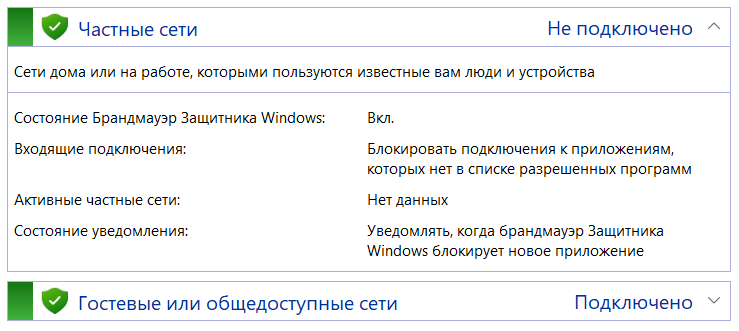 Частные сети Не подключено
Сети дома или на работе, которыми пользуются известные вам люди и устройства
Состояние Брандмауэр Защитника Windows: Вкл.
Входящие подключения: Блокировать подключения к приложениям,
которых нет в списке разрешенных программ
Активные частные сети: Нет данных
Состояние уведомления: Уведомлять, когда брандмауэр Защитника
Windows блокирует новое приложение
Гостевые или общедоступные сети Подключено